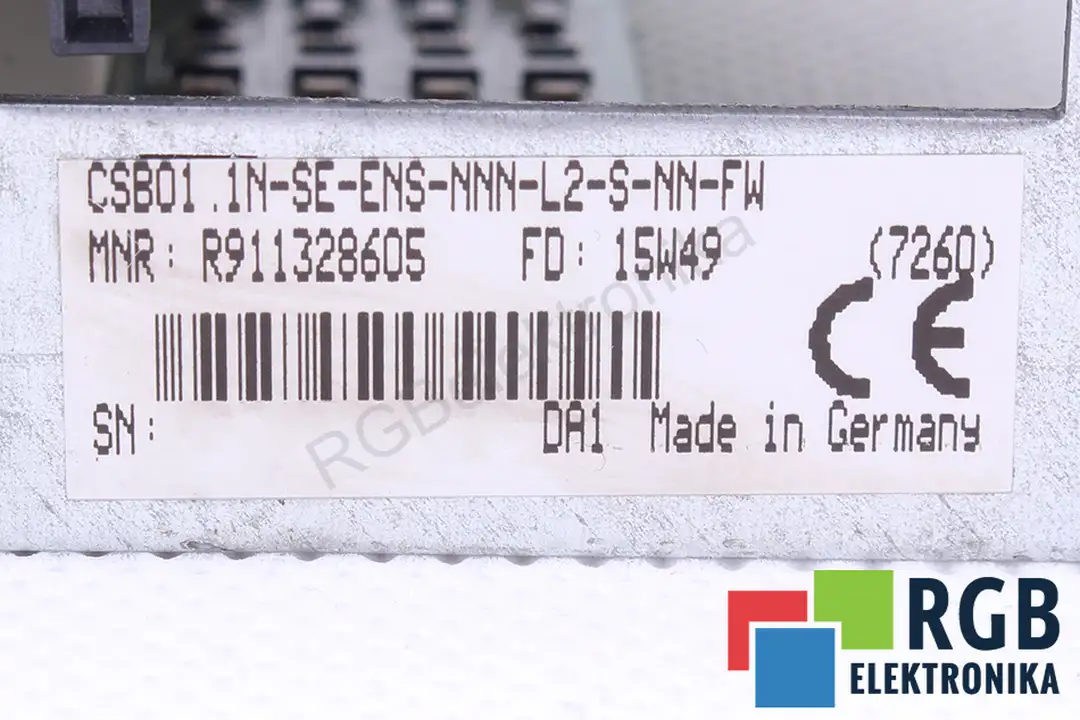 CSB01.1N-SE-ENS-NNN-L2-S-NN-FW
MNR: R911328605 FD: 15W49 (7260)
CE
SN: DA1 Made in Germany
RGBelektronika
RGB
ELEKTRONIKA